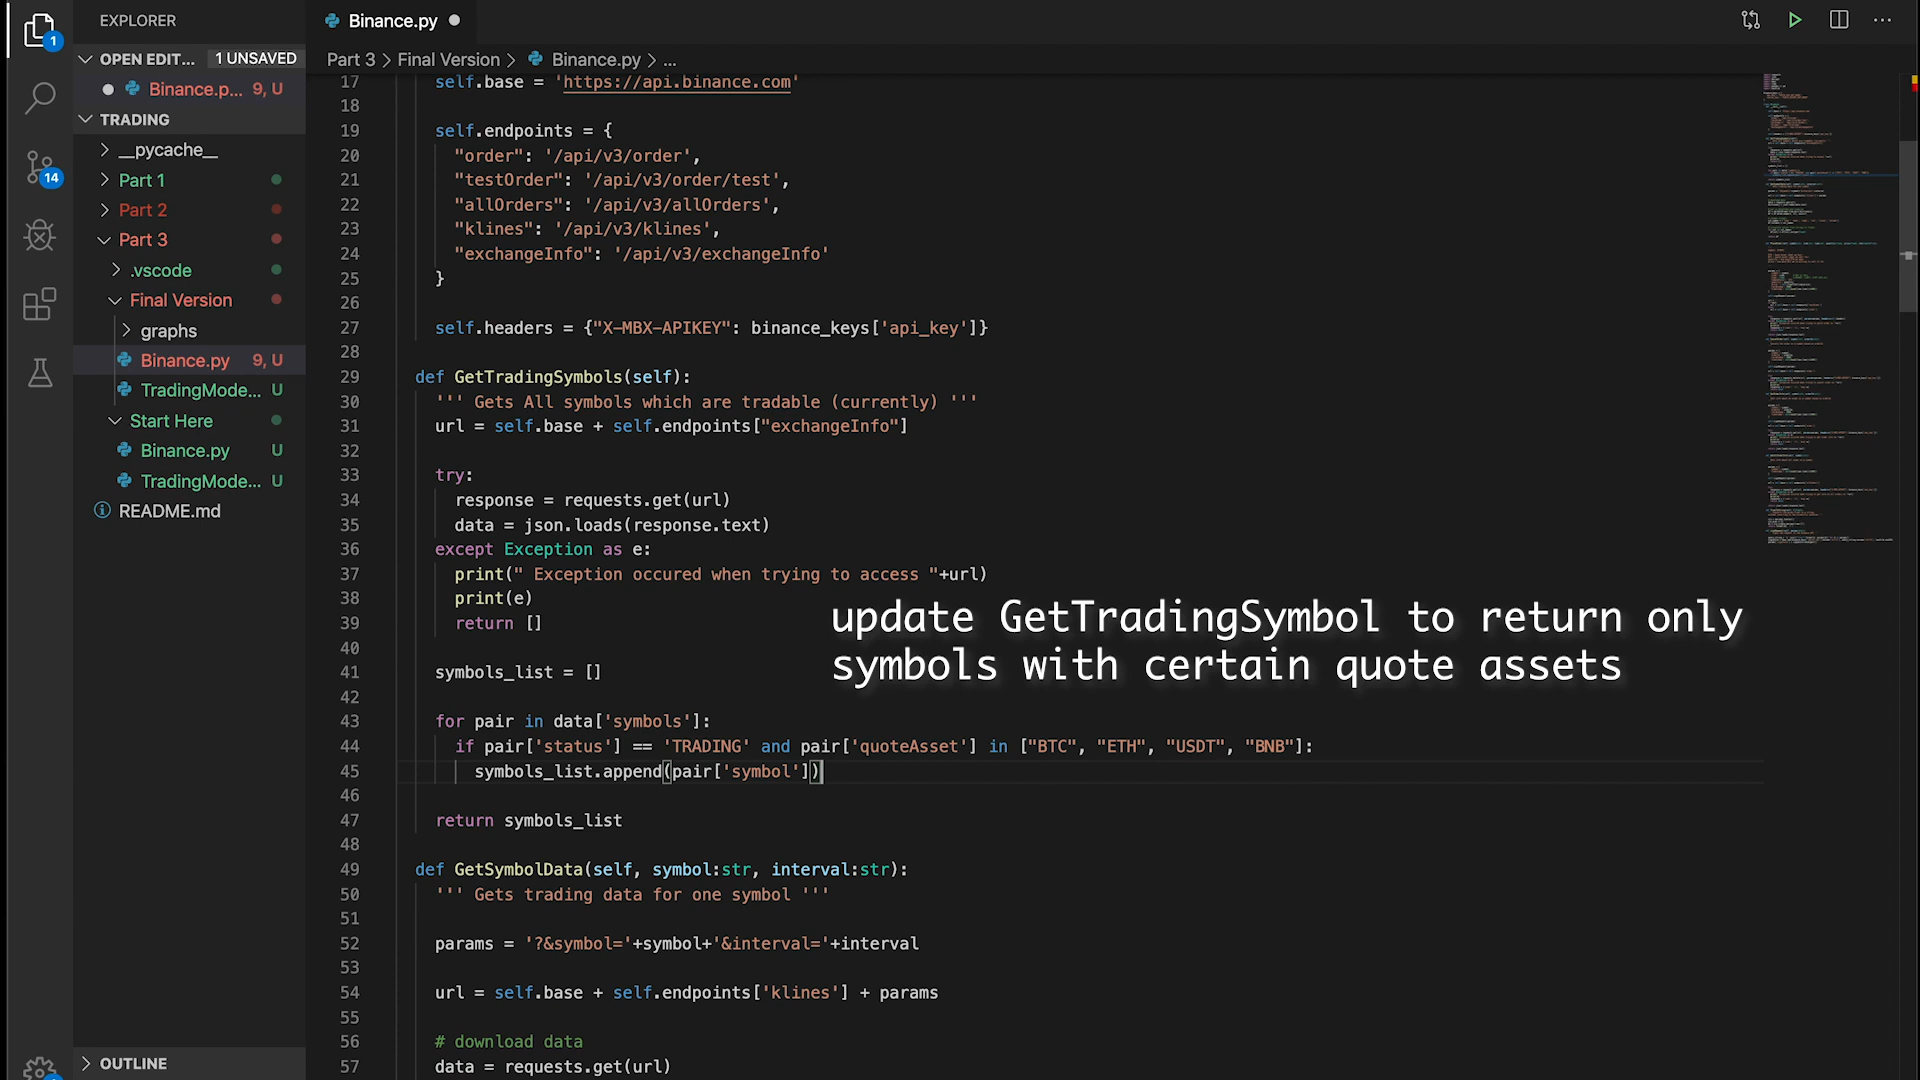 EXPLORER
OPEN EDIT... 1 UNSAVED
Binance.p... 9, U
TRADING
__pycache__
Part 1
Part 2
Part 3
.vscode
Final Version
graphs
Binance.py 9, U
TradingMode... U
Start Here
Binance.py U
TradingMode... U
README.md
OUTLINE
1
14
Binance.py
Part 3 > Final Version > Binance.py > ...
17 self.base = 'https://api.binance.com'
18
19 self.endpoints = {
20 "order": '/api/v3/order',
21 "testOrder": '/api/v3/order/test',
22 "allOrders": '/api/v3/allOrders',
23 "klines": '/api/v3/klines',
24 "exchangeInfo": '/api/v3/exchangeInfo'
25 }
26
27 self.headers = {"X-MBX-APIKEY": binance_keys['api_key']}
28
29 def GetTradingSymbols(self):
30 ''' Gets All symbols which are tradable (currently) '''
31 url = self.base + self.endpoints["exchangeInfo"]
32
33 try:
34 response = requests.get(url)
35 data = json.loads(response.text)
36 except Exception as e:
37 print(" Exception occured when trying to access "+url)
38 print(e)
39 return []
40
41 symbols_list = []
42
43 for pair in data['symbols']:
44 if pair['status'] == 'TRADING' and pair['quoteAsset'] in ["BTC", "ETH", "USDT", "BNB"]:
45 symbols_list.append(pair['symbol'])
46
47 return symbols_list
48
49 def GetSymbolData(self, symbol:str, interval:str):
50 ''' Gets trading data for one symbol '''
51
52 params = '?&symbol='+symbol+'&interval='+interval
53
54 url = self.base + self.endpoints['klines'] + params
55
56 # download data
57 data = requests.get(url)
update GetTradingSymbol to return only
symbols with certain quote assets